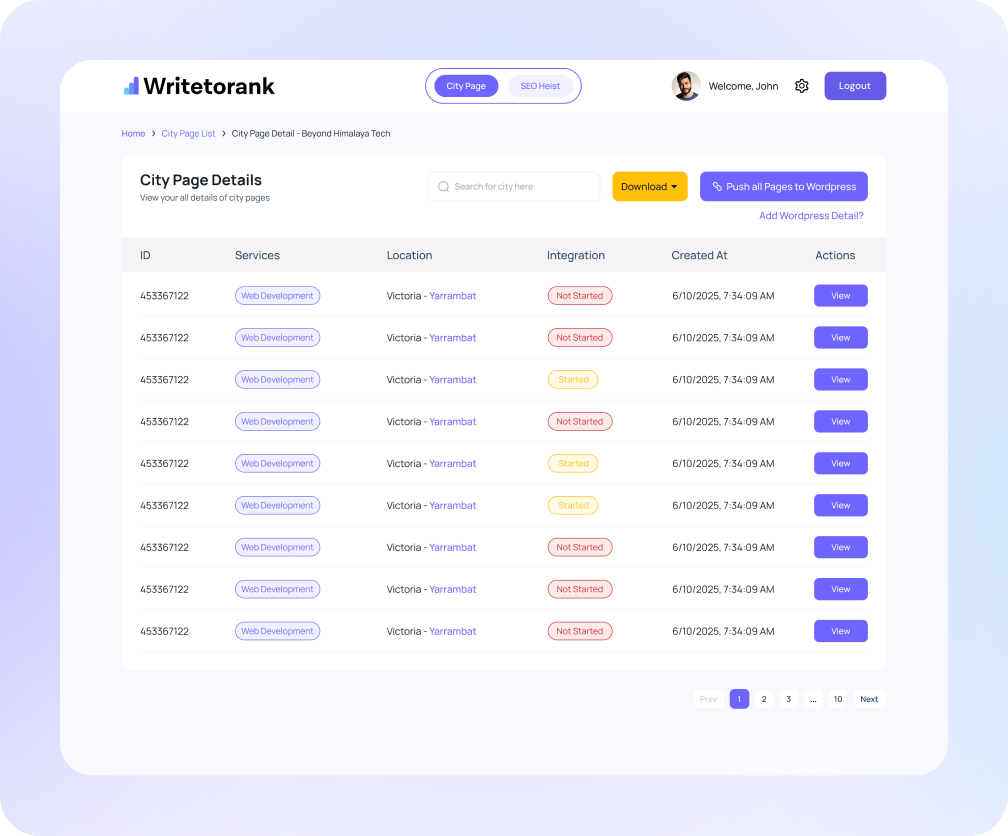 Writetorank
City Page
SEO Heist
Welcome, John
Logout
Home > City Page List > City Page Detail - Beyond Himalaya Tech
City Page Details
View your all details of city pages
Search for city here
Download
Push all Pages to Wordpress
Add Wordpress Detail?
ID Services Location Integration Created At Actions
453367122 Web Development Victoria - Yarrambat Not Started 6/10/2025, 7:34:09 AM View
453367122 Web Development Victoria - Yarrambat Not Started 6/10/2025, 7:34:09 AM View
453367122 Web Development Victoria - Yarrambat Started 6/10/2025, 7:34:09 AM View
453367122 Web Development Victoria - Yarrambat Not Started 6/10/2025, 7:34:09 AM View
453367122 Web Development Victoria - Yarrambat Started 6/10/2025, 7:34:09 AM View
453367122 Web Development Victoria - Yarrambat Started 6/10/2025, 7:34:09 AM View
453367122 Web Development Victoria - Yarrambat Not Started 6/10/2025, 7:34:09 AM View
453367122 Web Development Victoria - Yarrambat Not Started 6/10/2025, 7:34:09 AM View
453367122 Web Development Victoria - Yarrambat Not Started 6/10/2025, 7:34:09 AM View
Prev 1 2 3 ... 10 Next